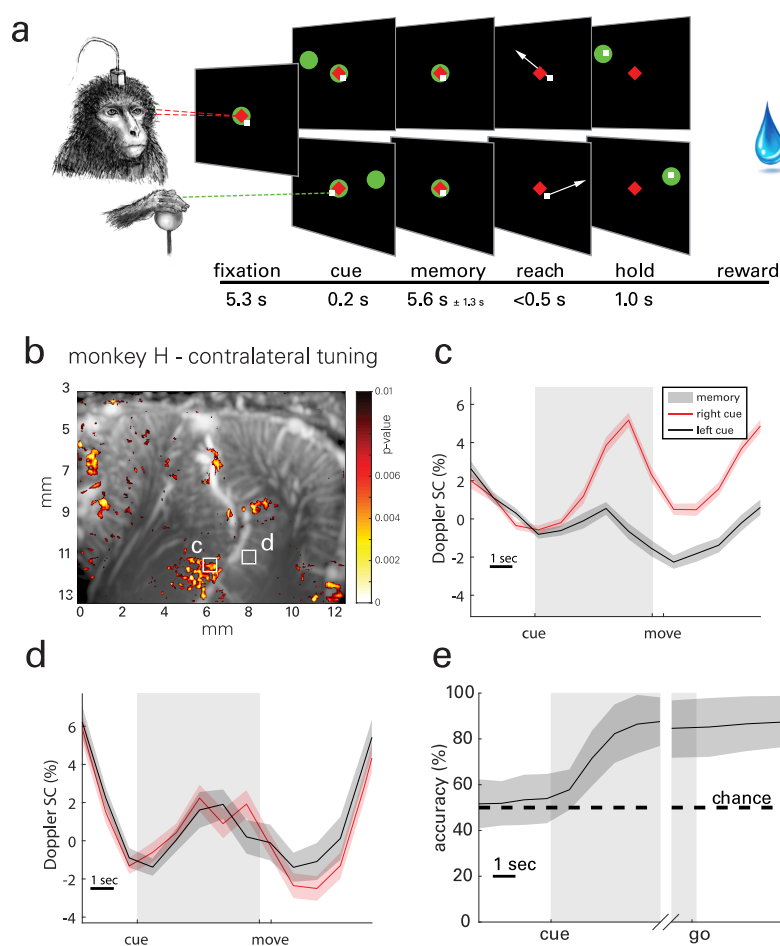 a
fixation cue memory reach hold reward
5.3 s 0.2 s 5.6 s ± 1.3 s <0.5 s 1.0 s
b monkey H - contralateral tuning
3
5
7
9
11
13
mm
0 2 4 6 8 10 12
mm
c
d
0.01
0.006
0.002
0
p-value
c
6
4
2
0
-2
-4
Doppler SC (%)
memory
right cue
left cue
1 sec
cue move
d
6
4
2
0
-2
-4
Doppler SC (%)
1 sec
cue move
e
100
80
60
40
20
0
accuracy (%)
chance
1 sec
cue go